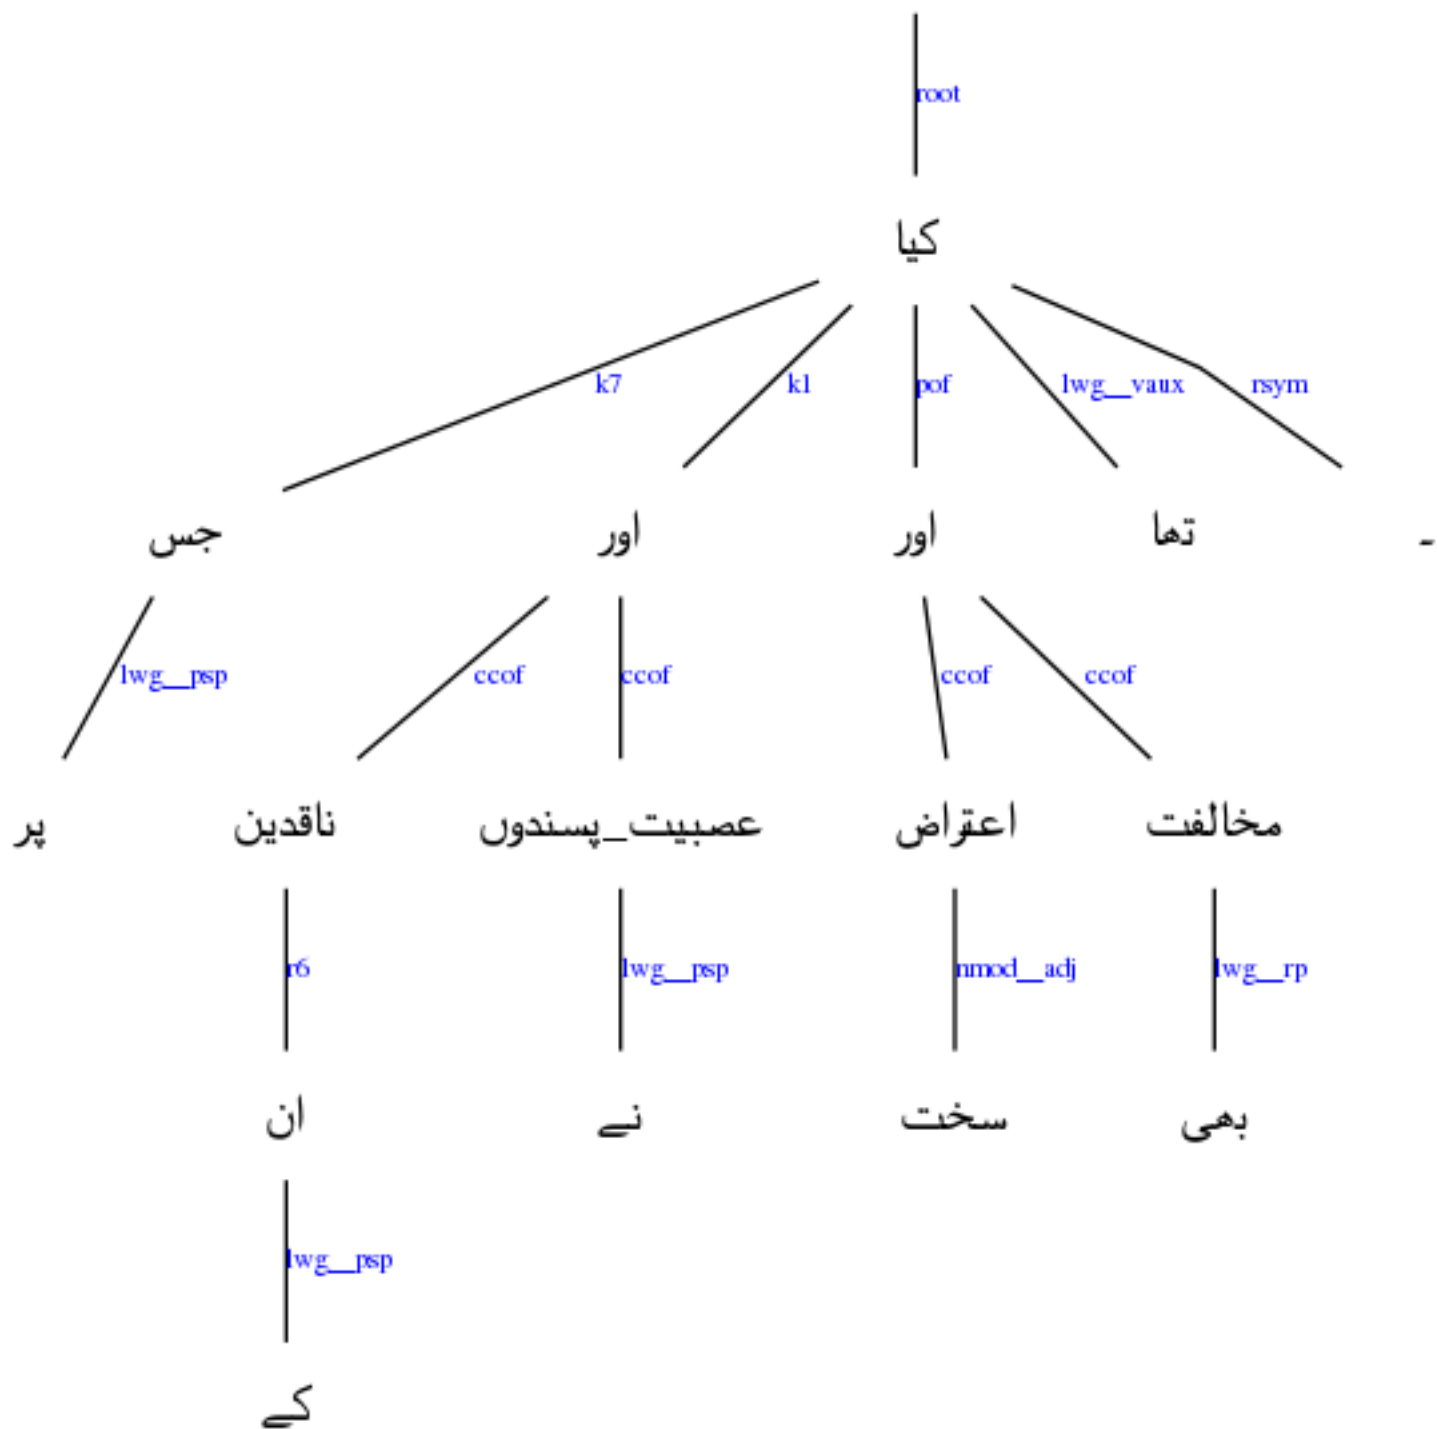 root
کیا
k7 k1 pof lwg__vaux rsym
جس اور اور تھا ۔
lwg__psp ccof ccof ccof ccof
پر ناقدین عصبیت_پسندوں اعتراض مخالفت
r6 lwg__psp nmod__adj lwg__rp
ان نے سخت بھی
lwg__psp
کے